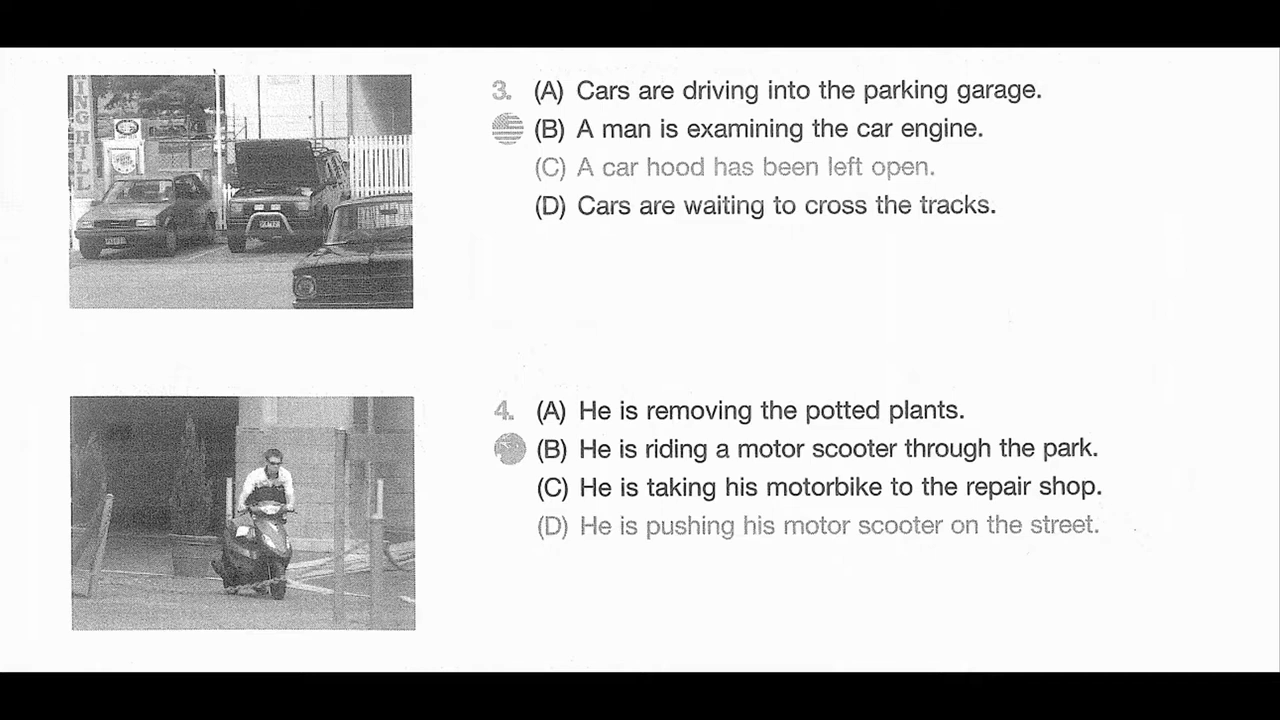 INGHILL
3. (A) Cars are driving into the parking garage.
(B) A man is examining the car engine.
(C) A car hood has been left open.
(D) Cars are waiting to cross the tracks.
4. (A) He is removing the potted plants.
(B) He is riding a motor scooter through the park.
(C) He is taking his motorbike to the repair shop.
(D) He is pushing his motor scooter on the street.